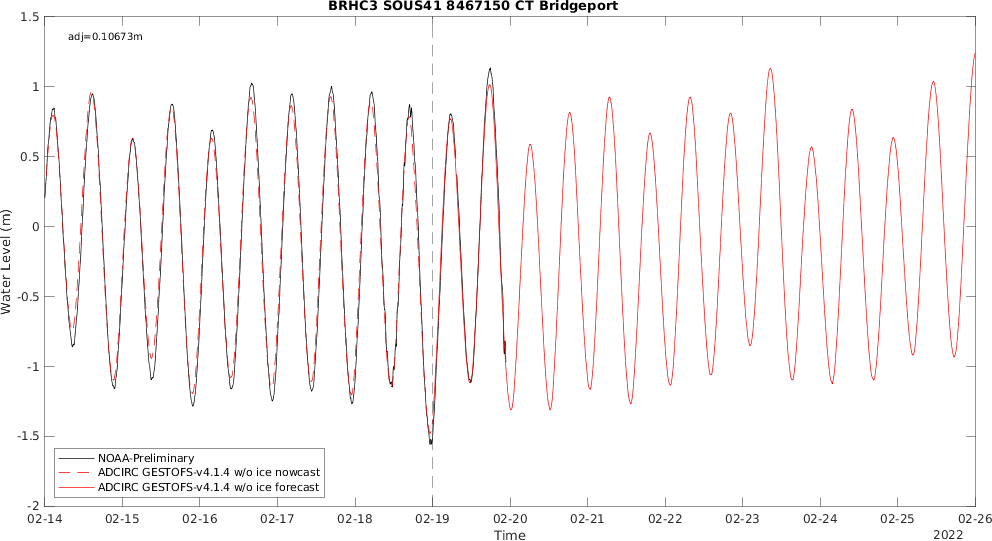 BRHC3 SOUS41 8467150 CT Bridgeport
adj=0.10673m
1.5
1
0.5
0
-0.5
-1
-1.5
-2
Water Level (m)
NOAA-Preliminary
ADCIRC GESTOFS-v4.1.4 w/o ice nowcast
ADCIRC GESTOFS-v4.1.4 w/o ice forecast
02-14 02-15 02-16 02-17 02-18 02-19 02-20 02-21 02-22 02-23 02-24 02-25 02-26
Time
2022